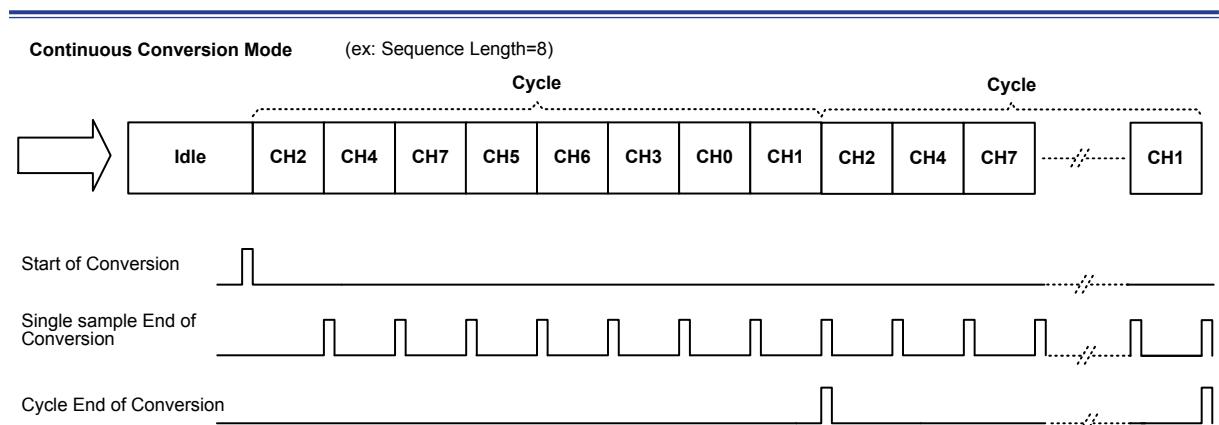 Continuous Conversion Mode (ex: Sequence Length=8)
Cycle Cycle
Idle CH2 CH4 CH7 CH5 CH6 CH3 CH0 CH1 CH2 CH4 CH7 CH1
Start of Conversion
Single sample End of
Conversion
Cycle End of Conversion